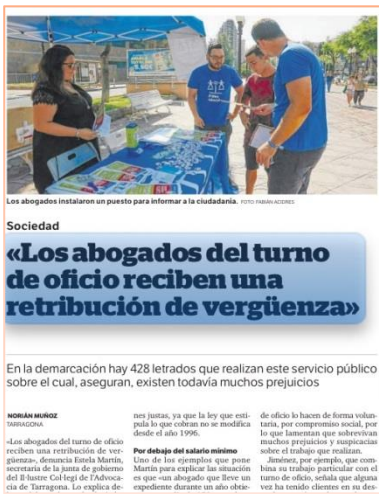 Los abogados instalaron un puesto para informar a la ciudadanía. FOTO: FABIÁN ACIDRES
Sociedad
«Los abogados del turno
de oficio reciben una
retribución de vergüenza»
En la demarcación hay 428 letrados que realizan este servicio público
sobre el cual, aseguran, existen todavía muchos prejuicios
NORIÁN MUÑOZ
TARRAGONA
«Los abogados del turno de oficio
reciben una retribución de ver-
güenza», denuncia Estela Martín,
secretaria de la junta de gobierno
del Il·lustre Col·legi de l'Advoca-
cia de Tarragona. Lo explica de-
nes justas, ya que la ley que esti-
pula lo que cobran no se modifica
desde el año 1996.
Por debajo del salario mínimo
Uno de los ejemplos que pone
Martín para explicar la situación
es que «un abogado que lleve un
expediente durante un año obtie-
de oficio lo hacen de forma volun-
taria, por compromiso social, por
lo que lamentan que sobrevivan
muchos prejuicios y suspicacias
sobre el trabajo que realizan.
Jiménez, por ejemplo, que com-
bina su trabajo particular con el
turno de oficio, señala que alguna
vez ha tenido clientes en su des-